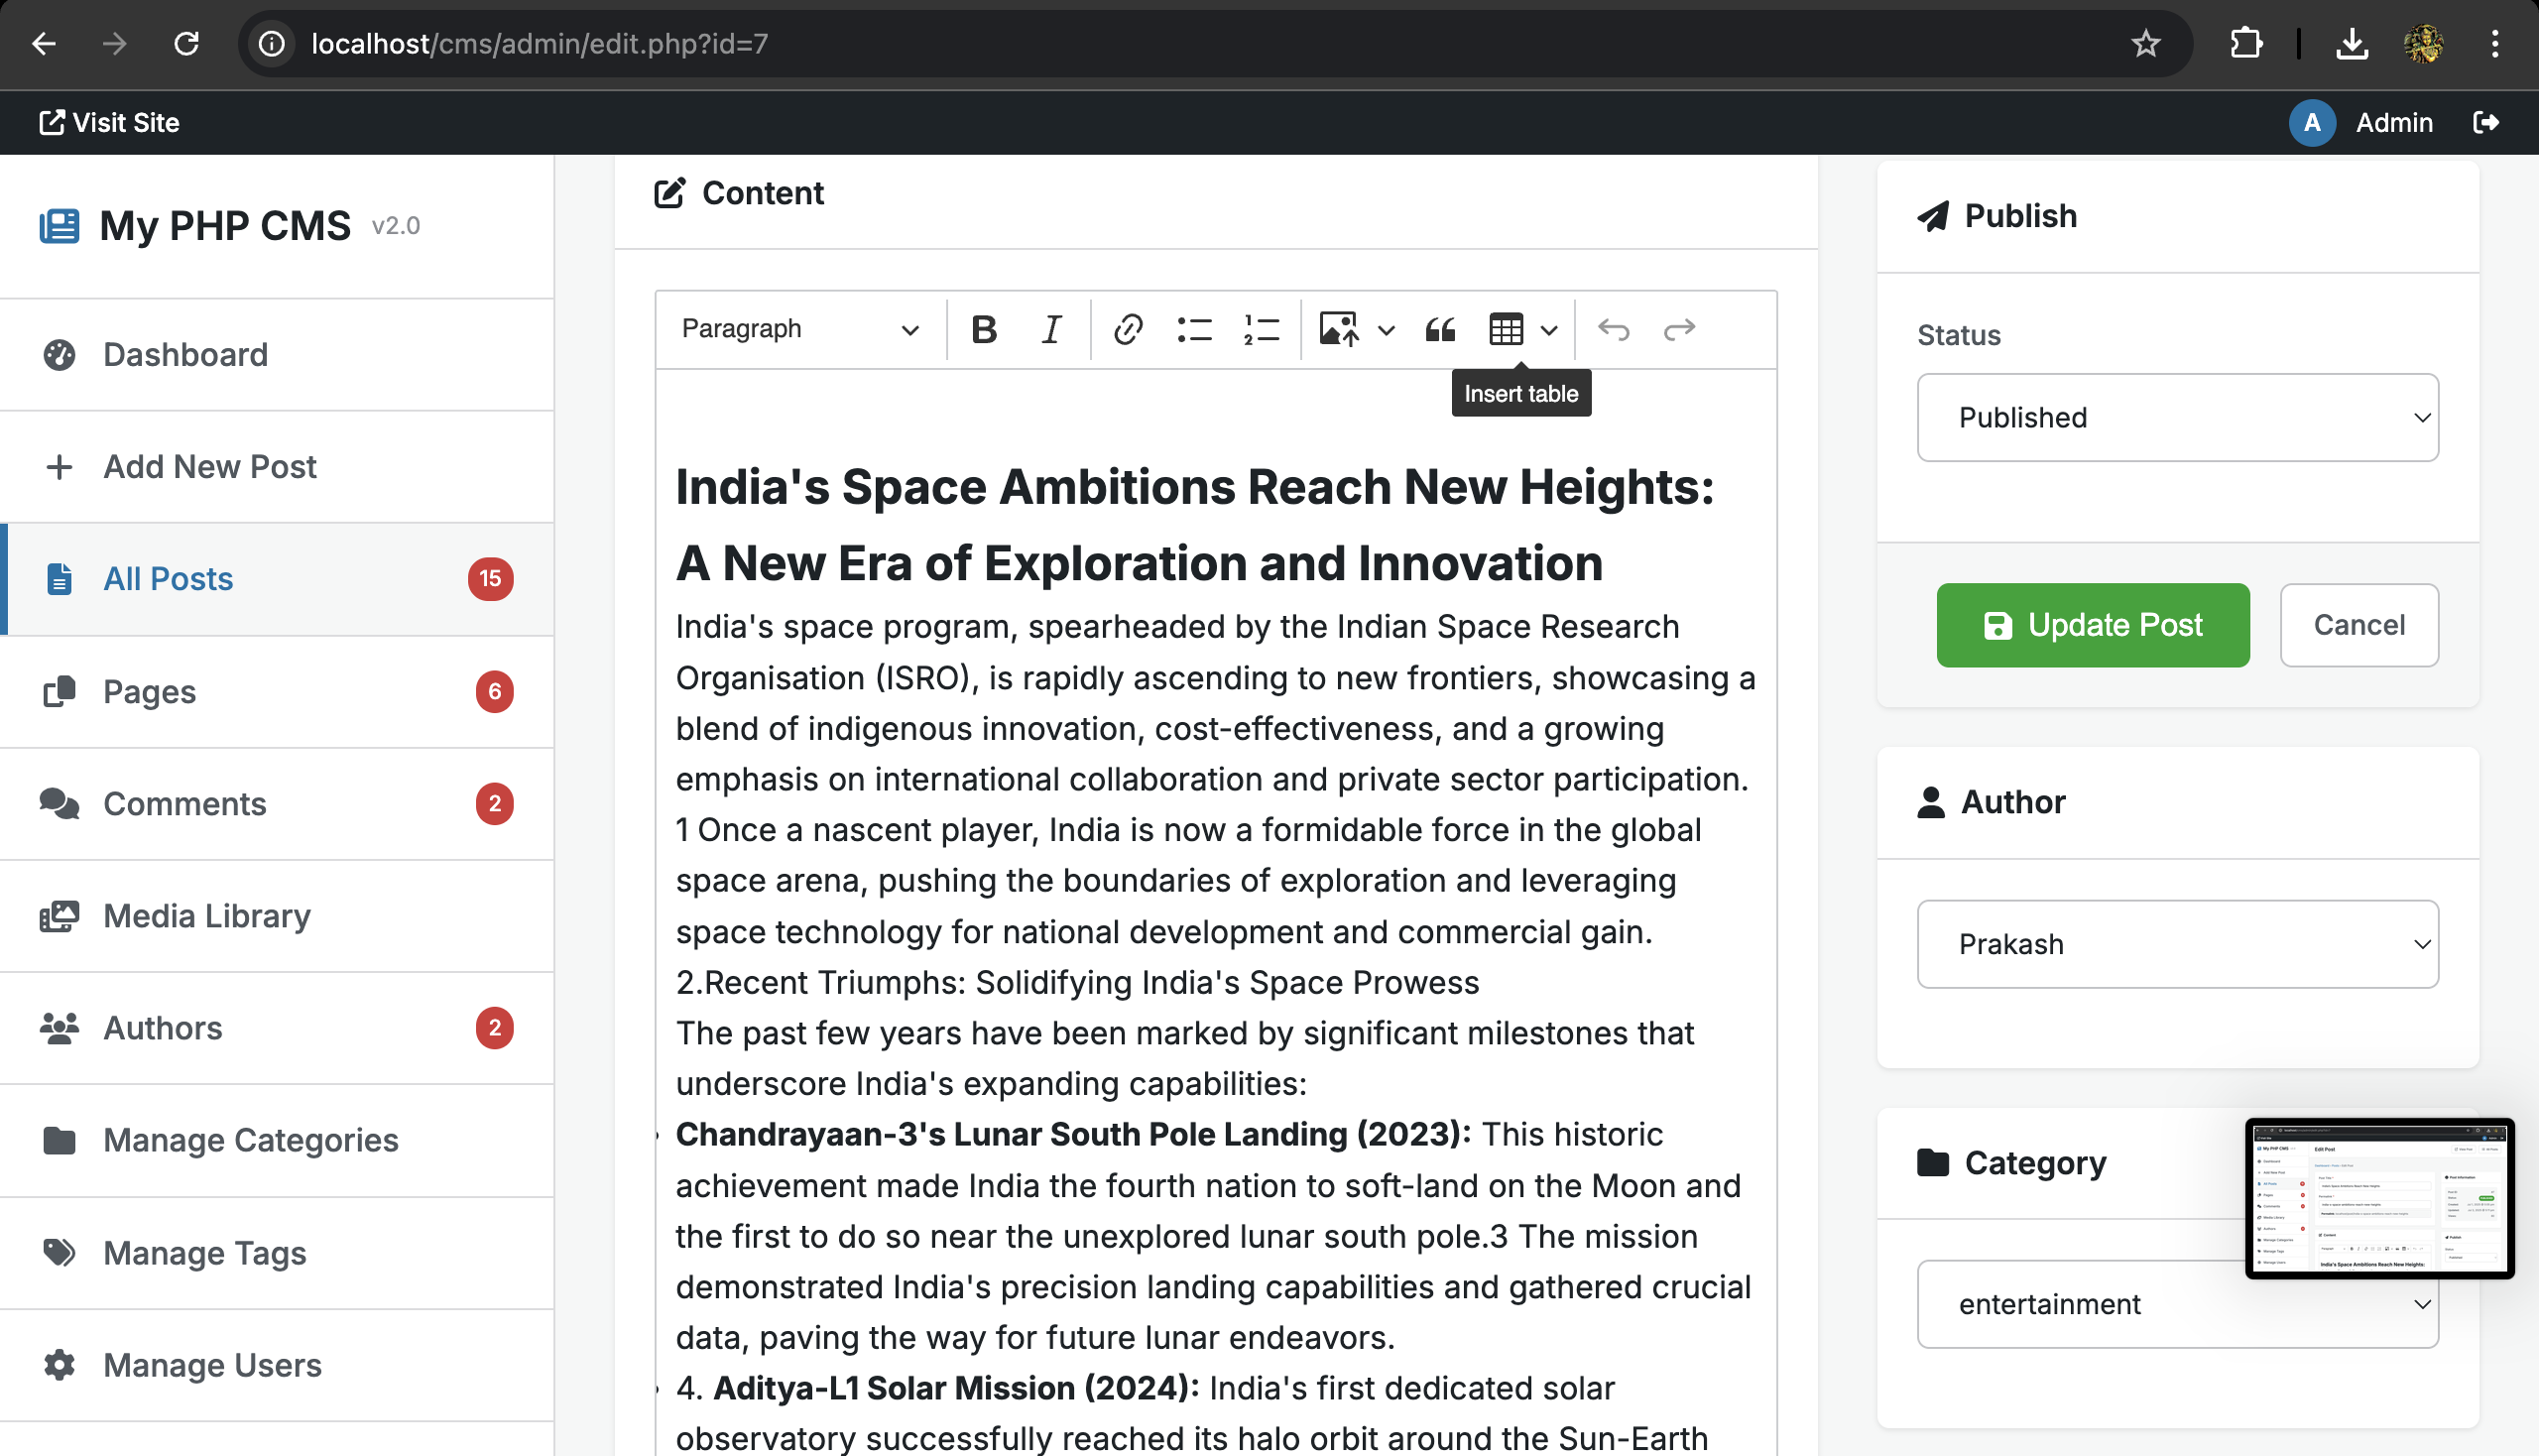 localhost/cms/admin/edit.php?id=7
Visit Site
A Admin
My PHP CMS v2.0
Dashboard
Add New Post
All Posts 15
Pages 6
Comments 2
Media Library
Authors 2
Manage Categories
Manage Tags
Manage Users
Content
Paragraph
Insert table
India's Space Ambitions Reach New Heights:
A New Era of Exploration and Innovation
India's space program, spearheaded by the Indian Space Research
Organisation (ISRO), is rapidly ascending to new frontiers, showcasing a
blend of indigenous innovation, cost-effectiveness, and a growing
emphasis on international collaboration and private sector participation.
1 Once a nascent player, India is now a formidable force in the global
space arena, pushing the boundaries of exploration and leveraging
space technology for national development and commercial gain.
2.Recent Triumphs: Solidifying India's Space Prowess
The past few years have been marked by significant milestones that
underscore India's expanding capabilities:
Chandrayaan-3's Lunar South Pole Landing (2023): This historic
achievement made India the fourth nation to soft-land on the Moon and
the first to do so near the unexplored lunar south pole.3 The mission
demonstrated India's precision landing capabilities and gathered crucial
data, paving the way for future lunar endeavors.
4. Aditya-L1 Solar Mission (2024): India's first dedicated solar
observatory successfully reached its halo orbit around the Sun-Earth
Publish
Status
Published
Update Post
Cancel
Author
Prakash
Category
entertainment
My PHP CMS
Edit Post
India's Space Ambitions Reach New Heights: